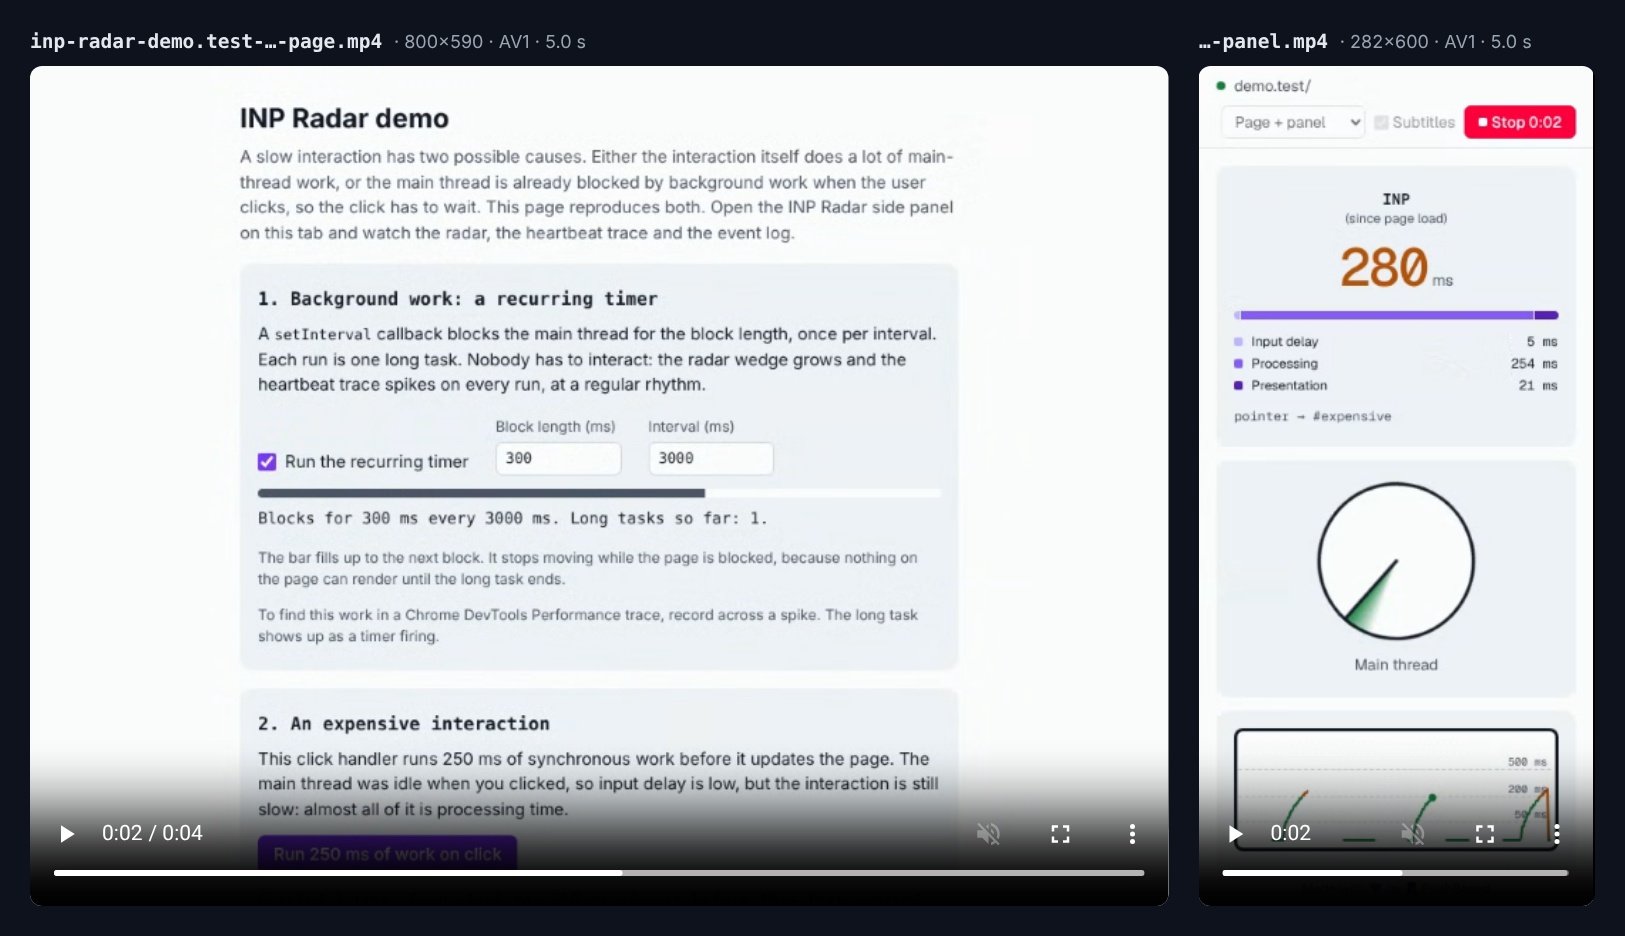 inp-radar-demo.test-…-page.mp4 · 800×590 · AV1 · 5.0 s
INP Radar demo
A slow interaction has two possible causes. Either the interaction itself does a lot of main-
thread work, or the main thread is already blocked by background work when the user
clicks, so the click has to wait. This page reproduces both. Open the INP Radar side panel
on this tab and watch the radar, the heartbeat trace and the event log.
1. Background work: a recurring timer
A setInterval callback blocks the main thread for the block length, once per interval.
Each run is one long task. Nobody has to interact: the radar wedge grows and the
heartbeat trace spikes on every run, at a regular rhythm.
Block length (ms) Interval (ms)
Run the recurring timer 300 3000
Blocks for 300 ms every 3000 ms. Long tasks so far: 1.
The bar fills up to the next block. It stops moving while the page is blocked, because nothing on
the page can render until the long task ends.
To find this work in a Chrome DevTools Performance trace, record across a spike. The long task
shows up as a timer firing.
2. An expensive interaction
This click handler runs 250 ms of synchronous work before it updates the page. The
main thread was idle when you clicked, so input delay is low, but the interaction is still
slow: almost all of it is processing time.
Run 250 ms of work on click
0:02 / 0:04
…-panel.mp4 · 282×600 · AV1 · 5.0 s
demo.test/
Page + panel Subtitles Stop 0:02
INP
(since page load)
280 ms
Input delay 5 ms
Processing 254 ms
Presentation 21 ms
pointer → #expensive
Main thread
500 ms
200 ms
50 ms
0:02